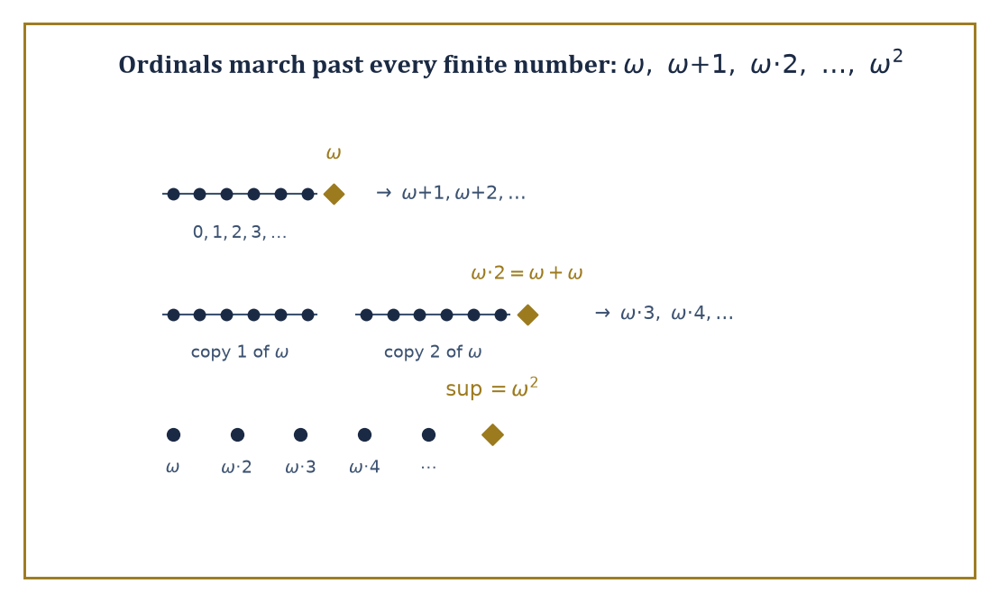 Ordinals march past every finite number: ω, ω+1, ω·2, ..., ω²
ω
→ ω+1, ω+2, ...
0, 1, 2, 3, ...
ω·2 = ω + ω
→ ω·3, ω·4, ...
copy 1 of ω copy 2 of ω
sup = ω²
ω ω·2 ω·3 ω·4 ⋯